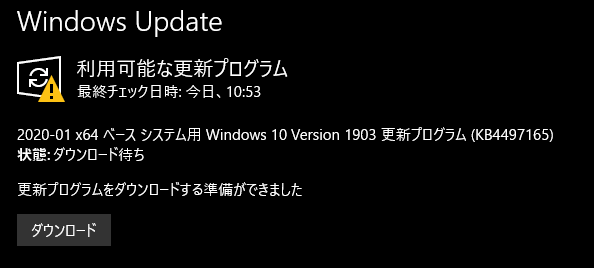 Windows Update
利用可能な更新プログラム
最終チェック日時: 今日、10:53
2020-01 x64 ベース システム用 Windows 10 Version 1903 更新プログラム (KB4497165)
状態: ダウンロード待ち
更新プログラムをダウンロードする準備ができました
ダウンロード